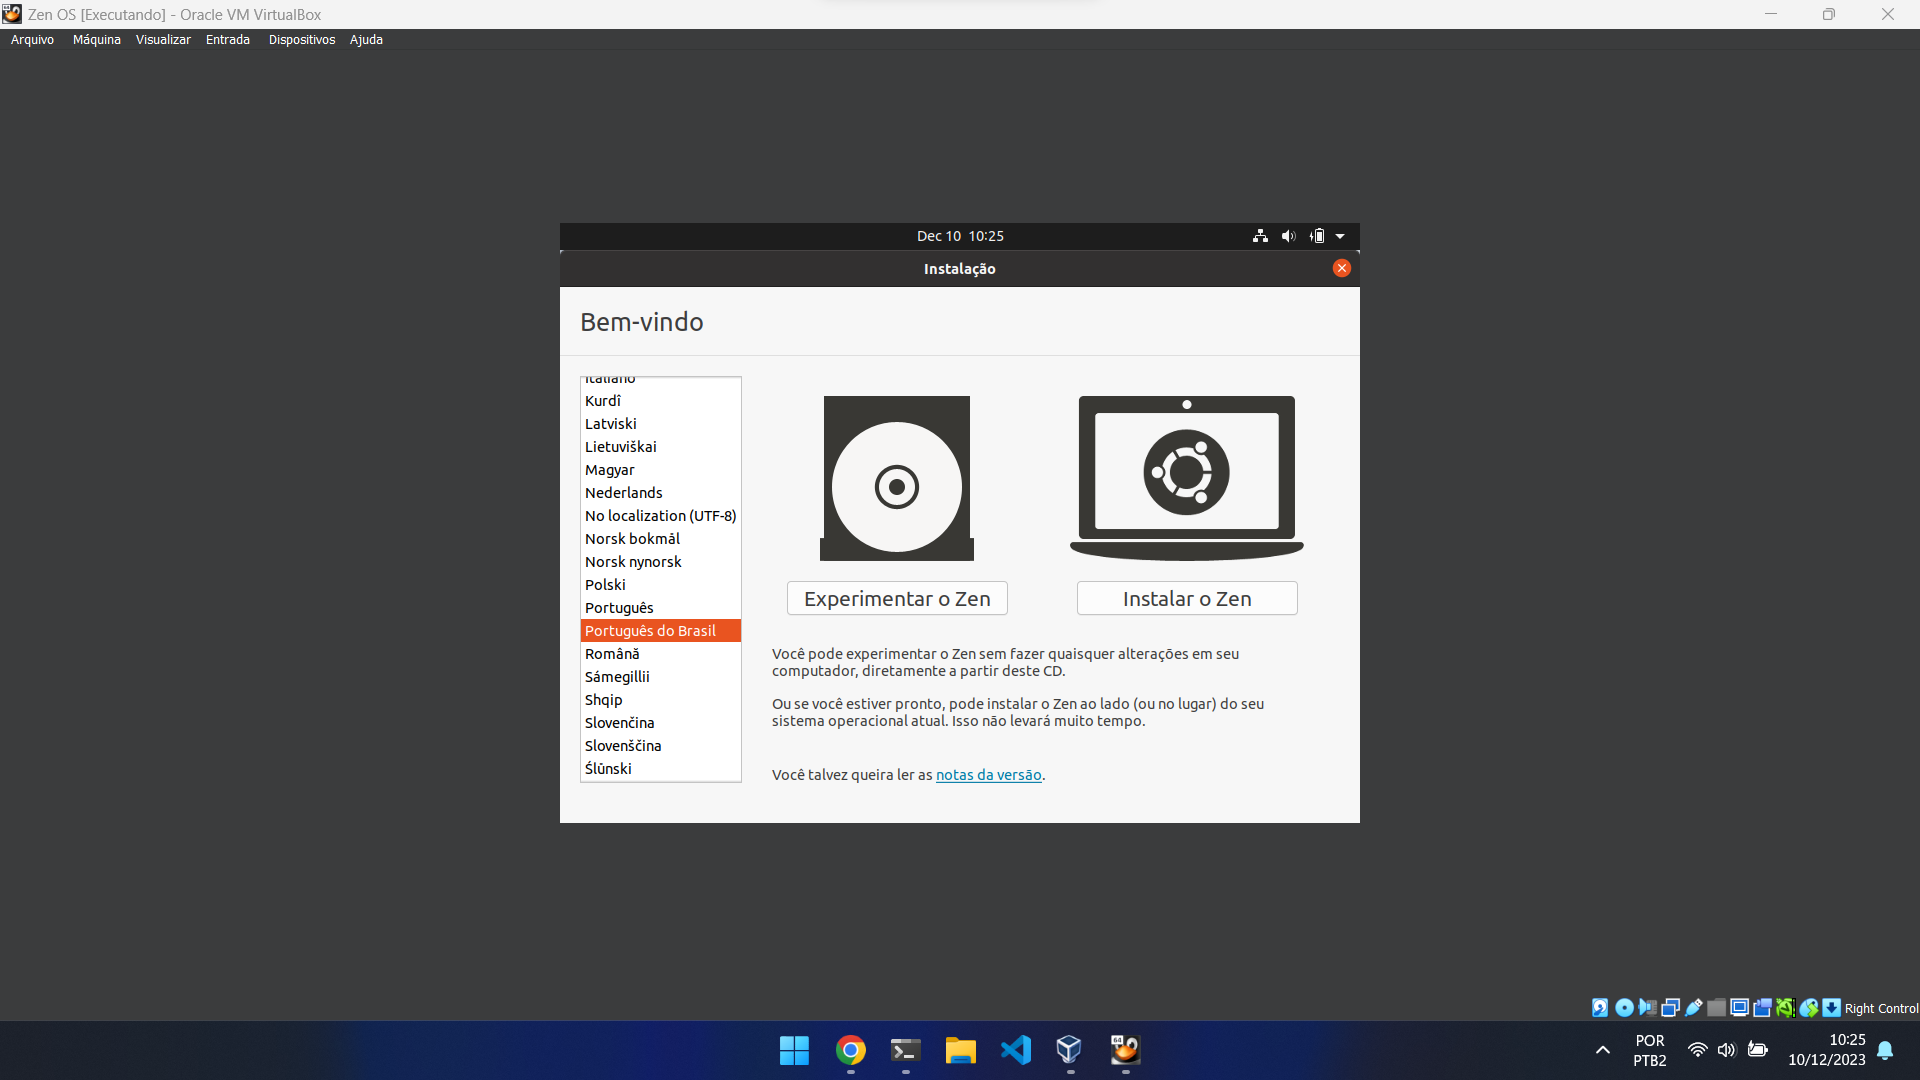 Zen OS [Executando] - Oracle VM VirtualBox
Arquivo Máquina Visualizar Entrada Dispositivos Ajuda
Dec 10 10:25
Instalação
Bem-vindo
Italiano
Kurdî
Latviski
Lietuviškai
Magyar
Nederlands
No localization (UTF-8)
Norsk bokmål
Norsk nynorsk
Polski
Português
Português do Brasil
Română
Sámegillii
Shqip
Slovenčina
Slovenščina
Ślůnski
Experimentar o Zen
Instalar o Zen
Você pode experimentar o Zen sem fazer quaisquer alterações em seu
computador, diretamente a partir deste CD.
Ou se você estiver pronto, pode instalar o Zen ao lado (ou no lugar) do seu
sistema operacional atual. Isso não levará muito tempo.
Você talvez queira ler as notas da versão.
Right Control
64
POR
PTB2
10:25
10/12/2023